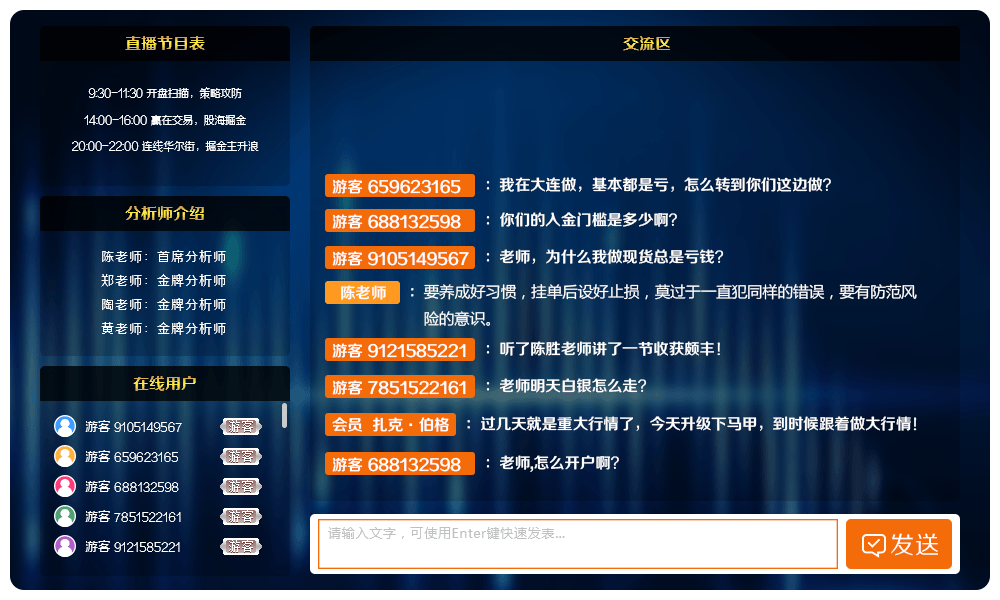 直播节目表
9:30-11:30 开盘扫描，策略攻防
14:00-16:00 赢在交易，股海掘金
20:00-22:00 连线华尔街，掘金主升浪
分析师介绍
陈老师：首席分析师
郑老师：金牌分析师
陶老师：金牌分析师
黄老师：金牌分析师
在线用户
游客 9105149567 游客
游客 659623165 游客
游客 688132598 游客
游客 7851522161 游客
游客 9121585221 游客
交流区
游客 659623165 ：我在大连做，基本都是亏，怎么转到你们这边做?
游客 688132598 ：你们的人金门槛是多少啊?
游客 9105149567 ：老师，为什么我做现货总是亏钱?
陈老师 ：要养成好习惯，挂单后设好止损，莫过于一直犯同样的错误，要有防范风
险的意识。
游客 9121585221 ：听了陈胜老师讲了一节收获颇丰!
游客 7851522161 ：老师明天白银怎么走?
会员 扎克·伯格 ：过几天就是重大行情了，今天升级下马甲，到时候跟着做大行情!
游客 688132598 ：老师,怎么开户啊?
请输入文字，可使用Enter键快速发表...
发送